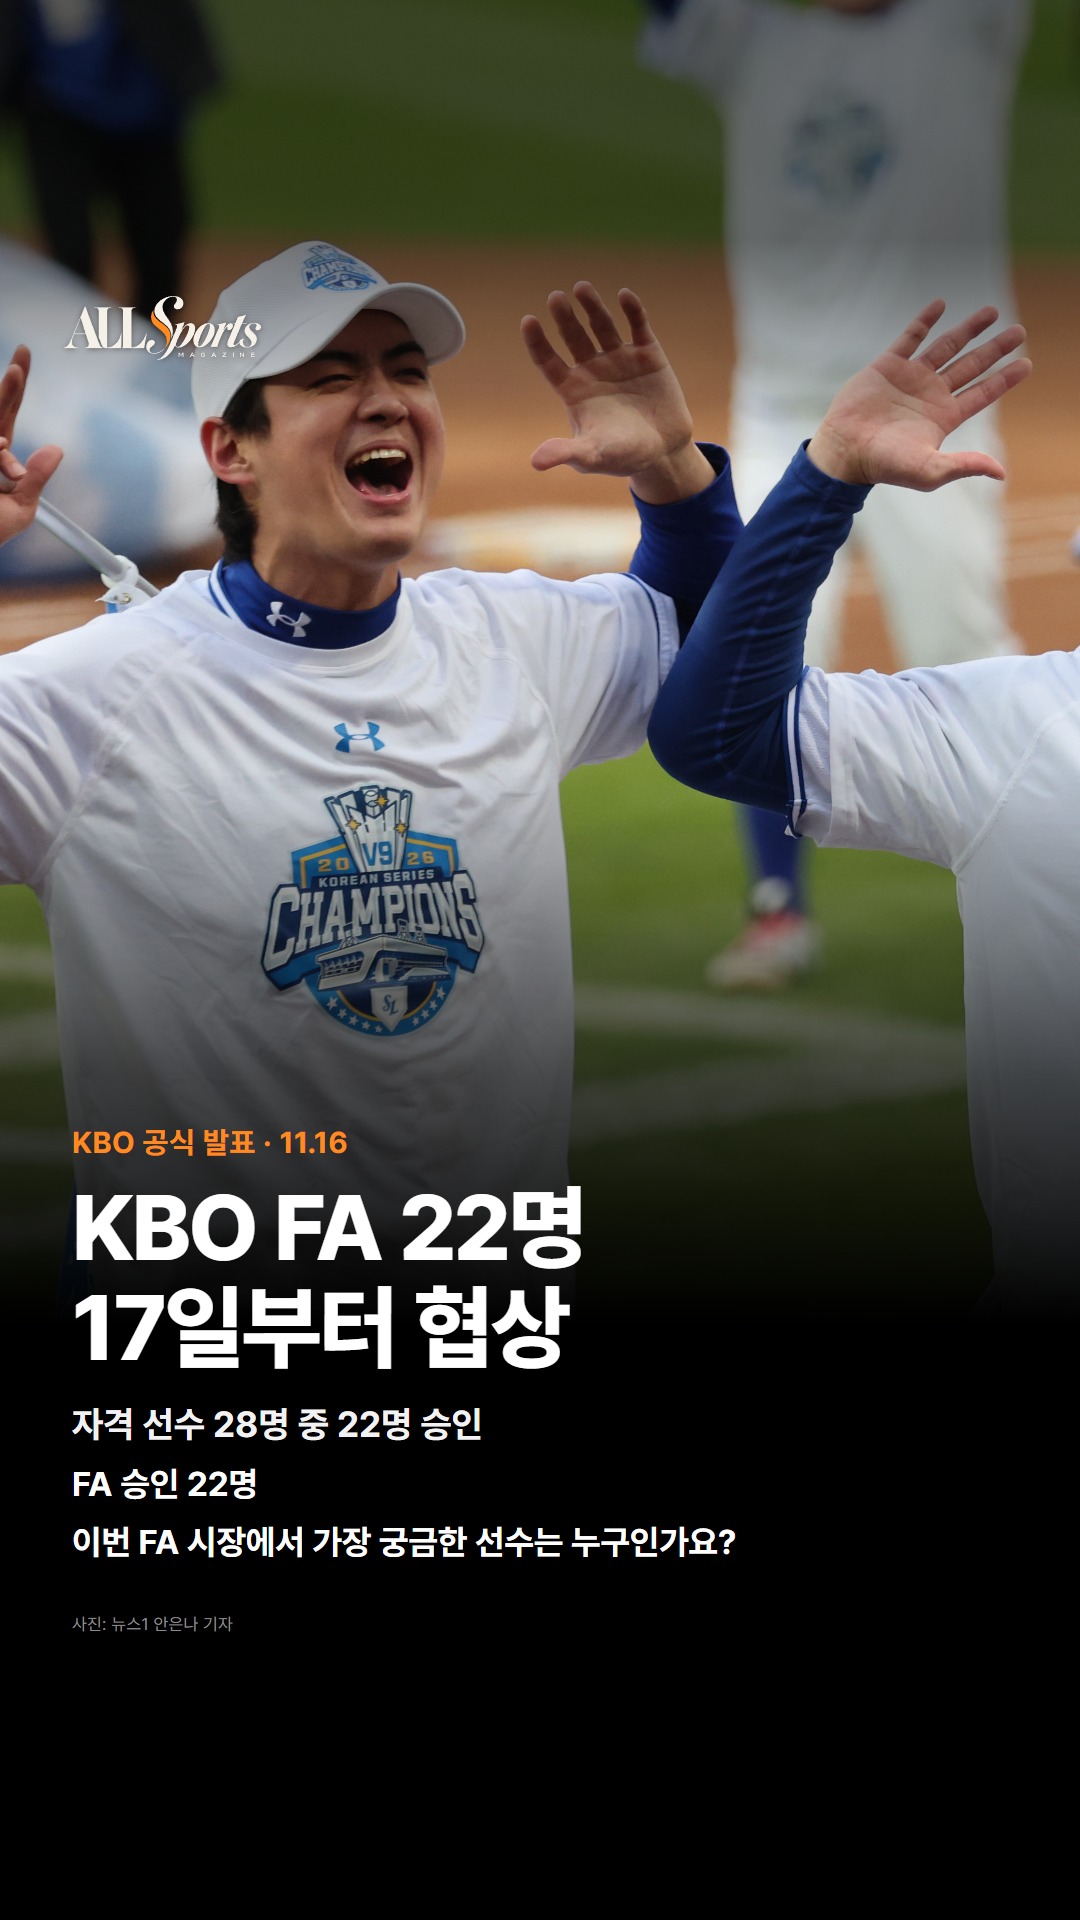 CHAMPIONS
ALL Sports
MAGAZINE
V9
20 26
KOREAN SERIES
CHAMPIONS
SL
KBO 공식 발표 · 11.16
KBO FA 22명
17일부터 협상
자격 선수 28명 중 22명 승인
FA 승인 22명
이번 FA 시장에서 가장 궁금한 선수는 누구인가요?
사진: 뉴스1 안은나 기자